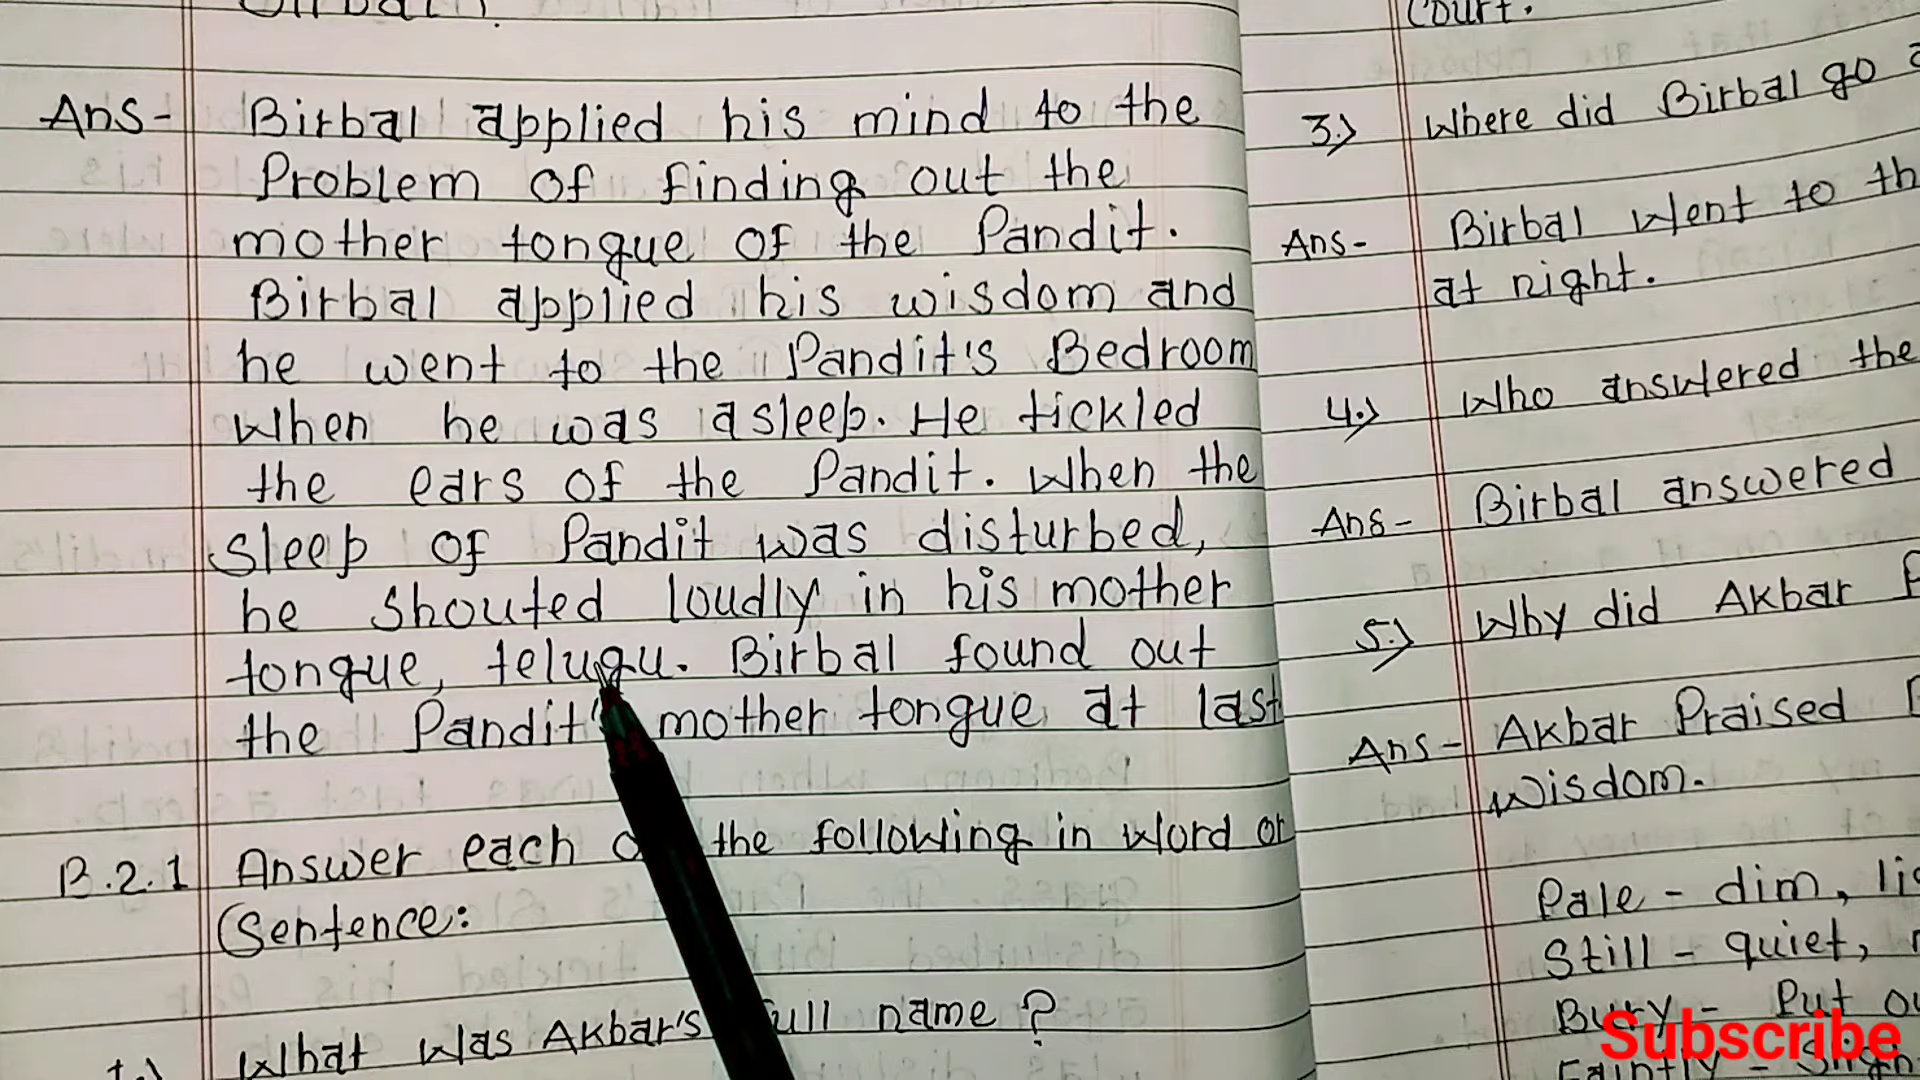 Birbal.
Ans- Birbal applied his mind to the
Problem of finding out the
mother tongue of the Pandit.
Birbal applied his wisdom and
he went to the Pandit's Bedroom
When he was asleep. He tickled
the ears of the Pandit. When the
Sleep of Pandit was disturbed,
he shouted loudly in his mother
tongue, telugu. Birbal found out
the Pandit's mother tongue at last
B.2.1 Answer each the following in word or
Sentence:
1.) What was Akbar's full name?
Court.
3.) Where did Birbal go
Ans- Birbal went to
at night.
4.) Who answered the
Ans- Birbal answered
5.) Why did Akbar
Ans- Akbar Praised
wisdom.
Pale - dim,
Still - quiet,
Bury - Put
Faintly -
Subscribe